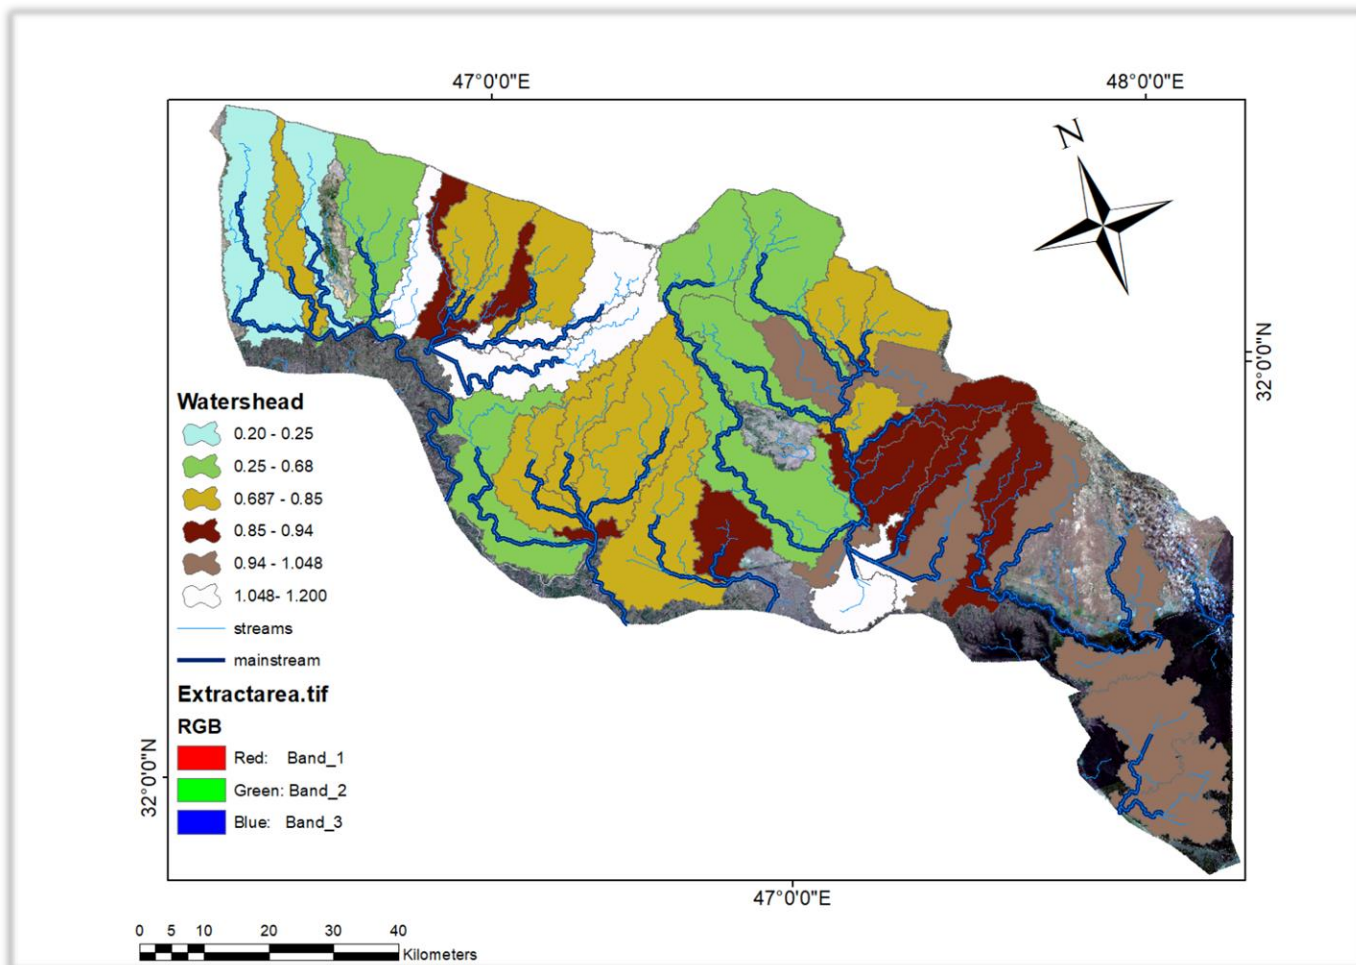 47°0'0"E
48°0'0"E
N
32°0'0"N
Watershead
0.20 - 0.25
0.25 - 0.68
0.687 - 0.85
0.85 - 0.94
0.94 - 1.048
1.048- 1.200
streams
mainstream
Extractarea.tif
RGB
Red: Band_1
Green: Band_2
Blue: Band_3
32°0'0"N
47°0'0"E
0 5 10 20 30 40
Kilometers